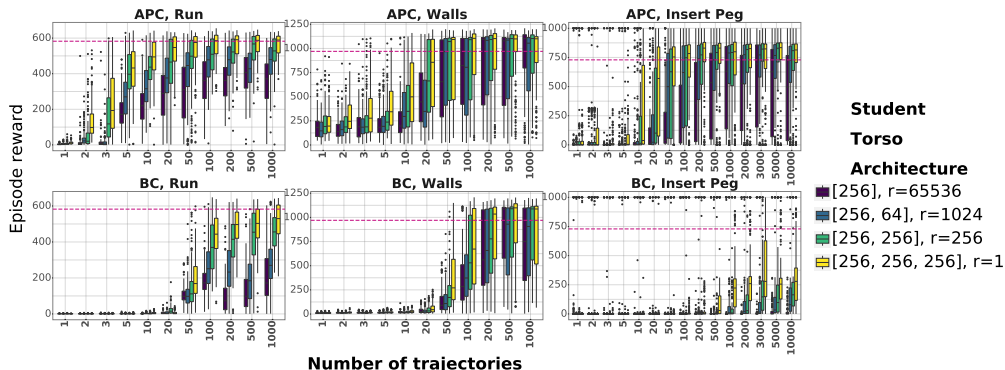 APC, Run
APC, Walls
APC, Insert Peg
Episode reward
600
400
200
0
1250
1000
750
500
250
0
1000
750
500
250
0
1 2 3 5 10 20 50 100 200 500 1000
1 2 3 5 10 20 50 100 200 500 1000
1 2 3 5 10 20 50 100 200 500 1000 2000 3000 5000 10000
BC, Run
BC, Walls
BC, Insert Peg
600
400
200
0
1250
1000
750
500
250
0
1000
750
500
250
0
1 2 3 5 10 20 50 100 200 500 1000
1 2 3 5 10 20 50 100 200 500 1000
1 2 3 5 10 20 50 100 200 500 1000 2000 3000 5000 10000
Number of trajectories
Student
Torso
Architecture
[256], r=65536
[256, 64], r=1024
[256, 256], r=256
[256, 256, 256], r=1